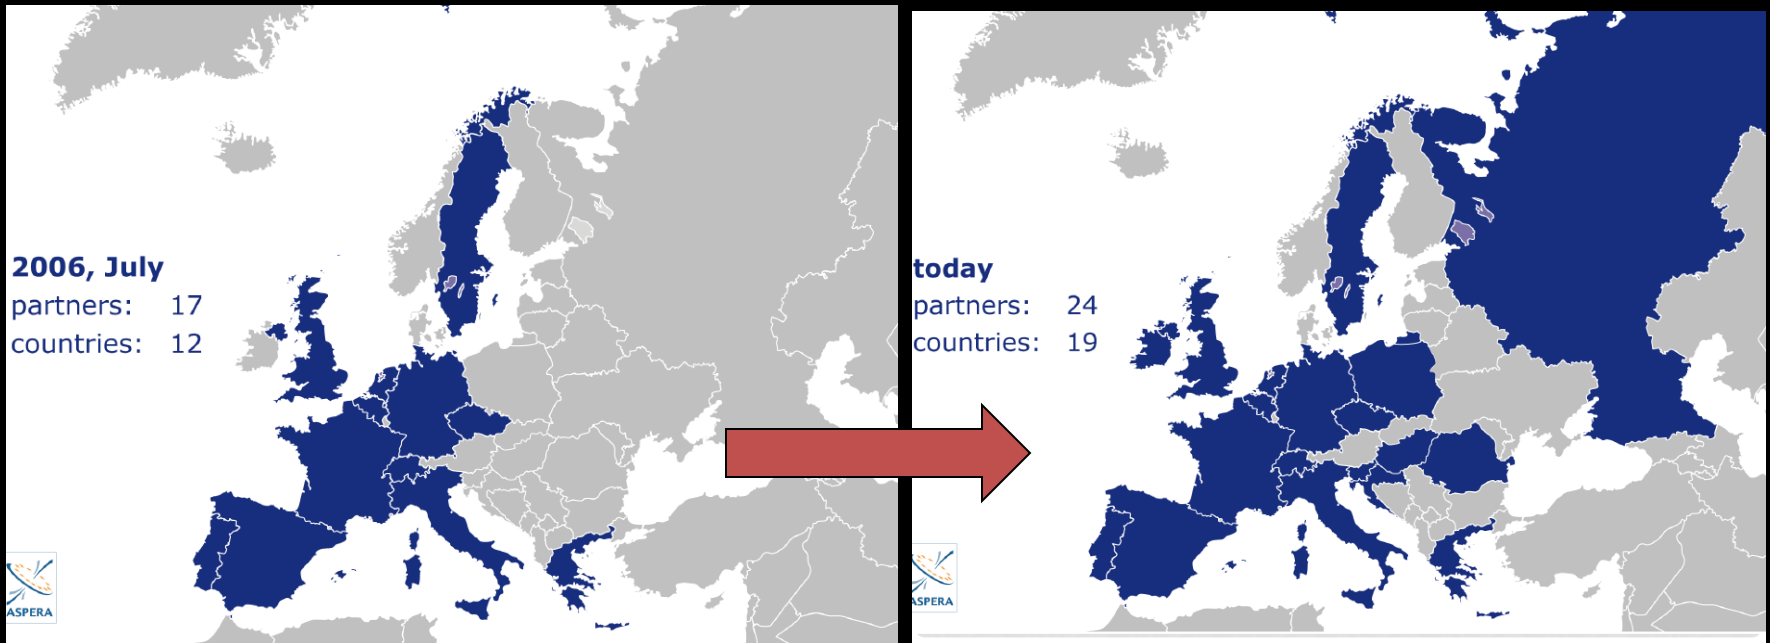 2006, July
partners: 17
countries: 12
ASPERA
today
partners: 24
countries: 19
ASPERA